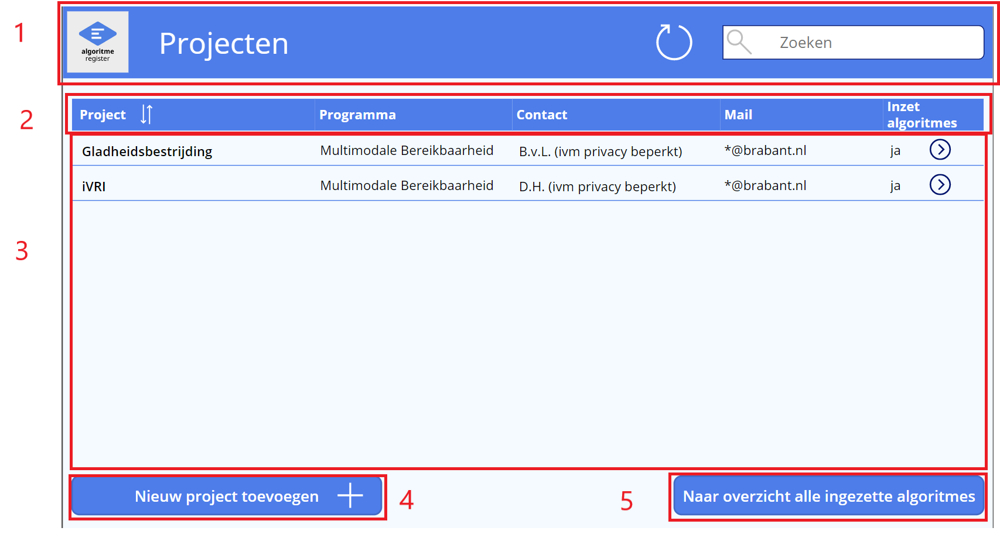 1
algoritme
register
Projecten
Zoeken
2
Project
Programma
Contact
Mail
Inzet
algoritmes
3
Gladheidsbestrijding
Multimodale Bereikbaarheid
B.v.L. (ivm privacy beperkt)
*@brabant.nl
ja
iVRI
Multimodale Bereikbaarheid
D.H. (ivm privacy beperkt)
*@brabant.nl
ja
Nieuw project toevoegen
4
5
Naar overzicht alle ingezette algoritmes